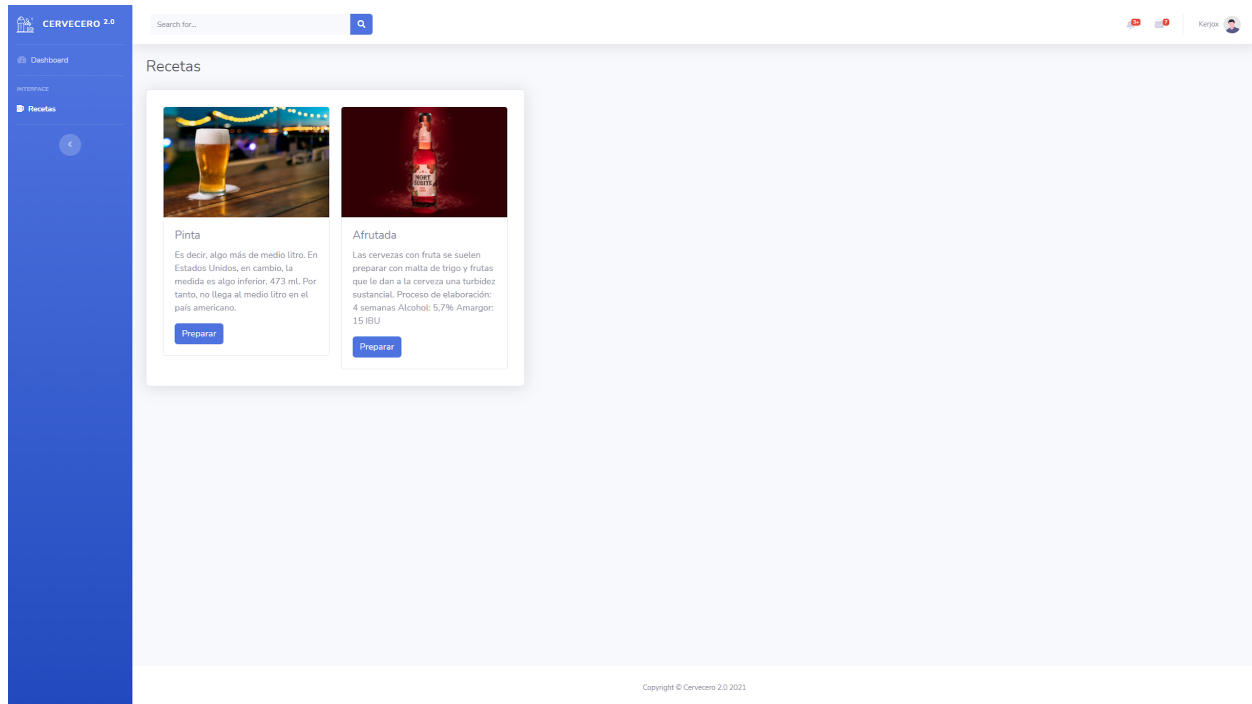 CERVECERO 2.0
Search for...
3+
7
Kerjox
Dashboard
INTERFACE
Recetas
Recetas
MORT
SUBITE
Pinta
Es decir, algo más de medio litro. En
Estados Unidos, en cambio, la
medida es algo inferior, 473 ml. Por
tanto, no llega al medio litro en el
país americano.
Preparar
Afrutada
Las cervezas con fruta se suelen
preparar con malta de trigo y frutas
que le dan a la cerveza una turbidez
sustancial. Proceso de elaboración:
4 semanas Alcohol: 5,7% Amargor:
15 IBU
Preparar
Copyright © Cervecero 2.0 2021